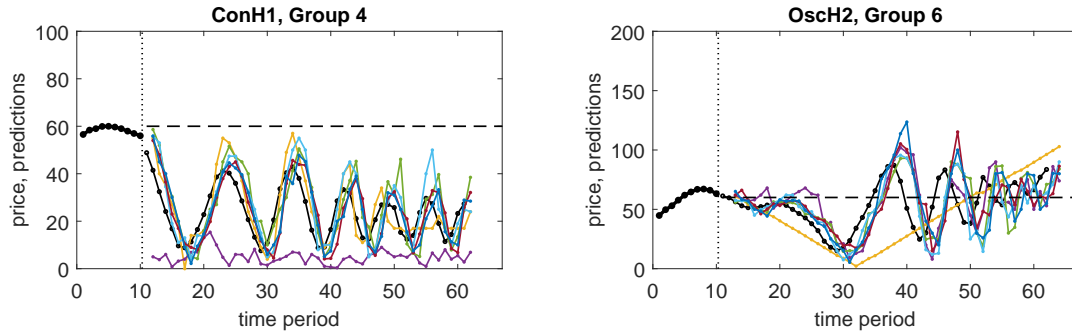 ConH1, Group 4
price, predictions
100
80
60
40
20
0
0 10 20 30 40 50 60
time period
OscH2, Group 6
price, predictions
200
150
100
50
0
0 10 20 30 40 50 60
time period